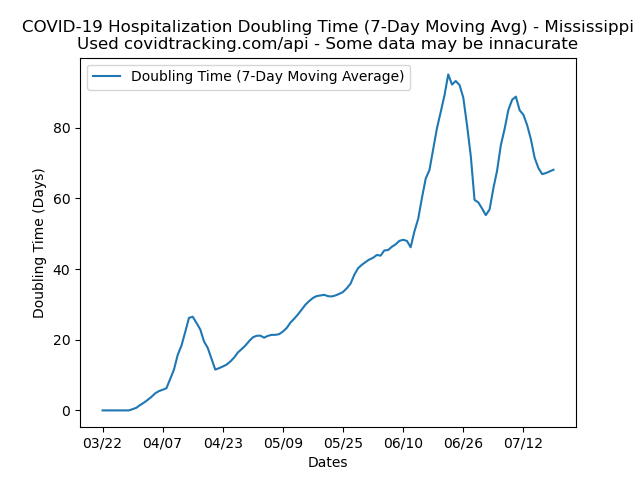 COVID-19 Hospitalization Doubling Time (7-Day Moving Avg) - Mississippi
Used covidtracking.com/api - Some data may be innacurate
Doubling Time (7-Day Moving Average)
Doubling Time (Days)
80
60
40
20
0
03/22 04/07 04/23 05/09 05/25 06/10 06/26 07/12
Dates